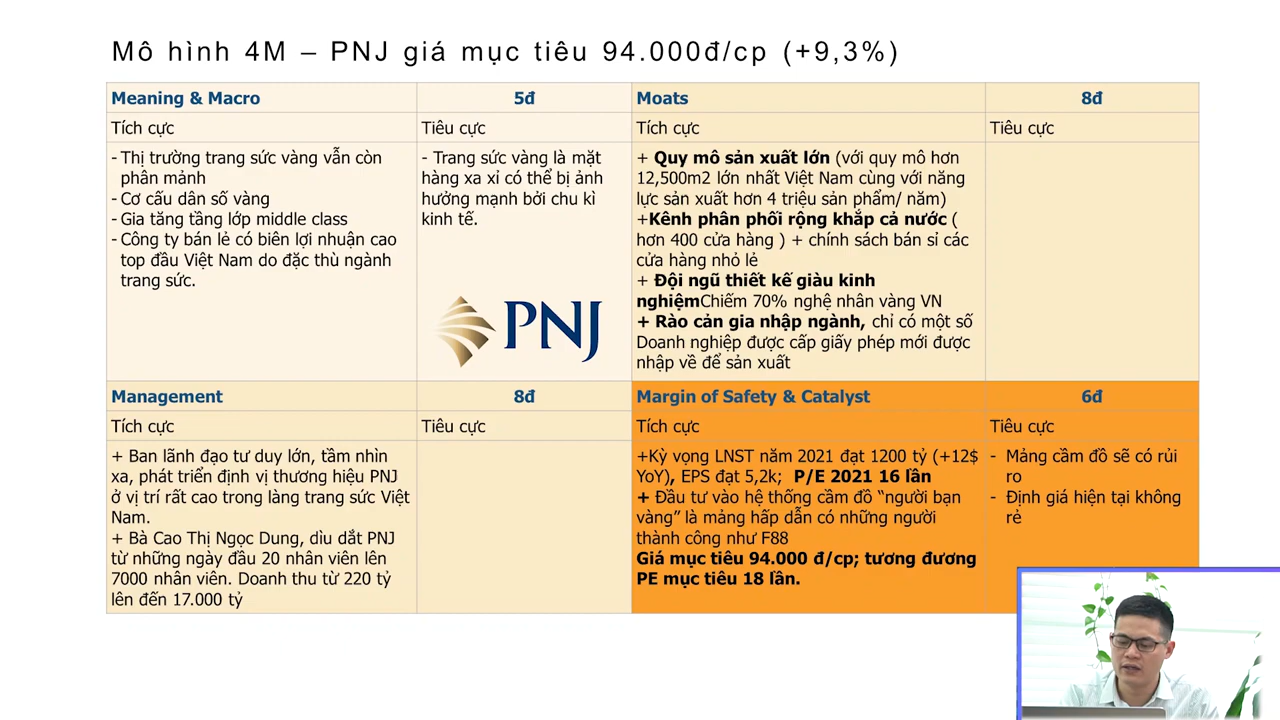 Mô hình 4M – PNJ giá mục tiêu 94.000đ/cp (+9,3%)
Meaning & Macro
5đ
Tích cực
Tiêu cực
- Thị trường trang sức vàng vẫn còn
phân mảnh
- Cơ cấu dân số vàng
- Gia tăng tầng lớp middle class
- Công ty bán lẻ có biên lợi nhuận cao
top đầu Việt Nam do đặc thù ngành
trang sức.
- Trang sức vàng là mặt
hàng xa xỉ có thể bị ảnh
hưởng mạnh bởi chu kì
kinh tế.
PNJ
Moats
8đ
Tích cực
Tiêu cực
+ Quy mô sản xuất lớn (với quy mô hơn
12,500m2 lớn nhất Việt Nam cùng với năng
lực sản xuất hơn 4 triệu sản phẩm/ năm)
+Kênh phân phối rộng khắp cả nước (
hơn 400 cửa hàng ) + chính sách bán sỉ các
cửa hàng nhỏ lẻ
+ Đội ngũ thiết kế giàu kinh
nghiệmChiếm 70% nghệ nhân vàng VN
+ Rào cản gia nhập ngành, chỉ có một số
Doanh nghiệp được cấp giấy phép mới được
nhập về để sản xuất
Management
8đ
Tích cực
Tiêu cực
+ Ban lãnh đạo tư duy lớn, tầm nhìn
xa, phát triển định vị thương hiệu PNJ
ở vị trí rất cao trong làng trang sức Việt
Nam.
+ Bà Cao Thị Ngọc Dung, dìu dắt PNJ
từ những ngày đầu 20 nhân viên lên
7000 nhân viên. Doanh thu từ 220 tỷ
lên đến 17.000 tỷ
Margin of Safety & Catalyst
6đ
Tích cực
Tiêu cực
+Kỳ vọng LNST năm 2021 đạt 1200 tỷ (+12$
YoY), EPS đạt 5,2k; P/E 2021 16 lần
+ Đầu tư vào hệ thống cầm đồ “người bạn
vàng” là mảng hấp dẫn có những người
thành công như F88
Giá mục tiêu 94.000 đ/cp; tương đương
PE mục tiêu 18 lần.
- Mảng cầm đồ sẽ có rủi
ro
- Định giá hiện tại không
rẻ